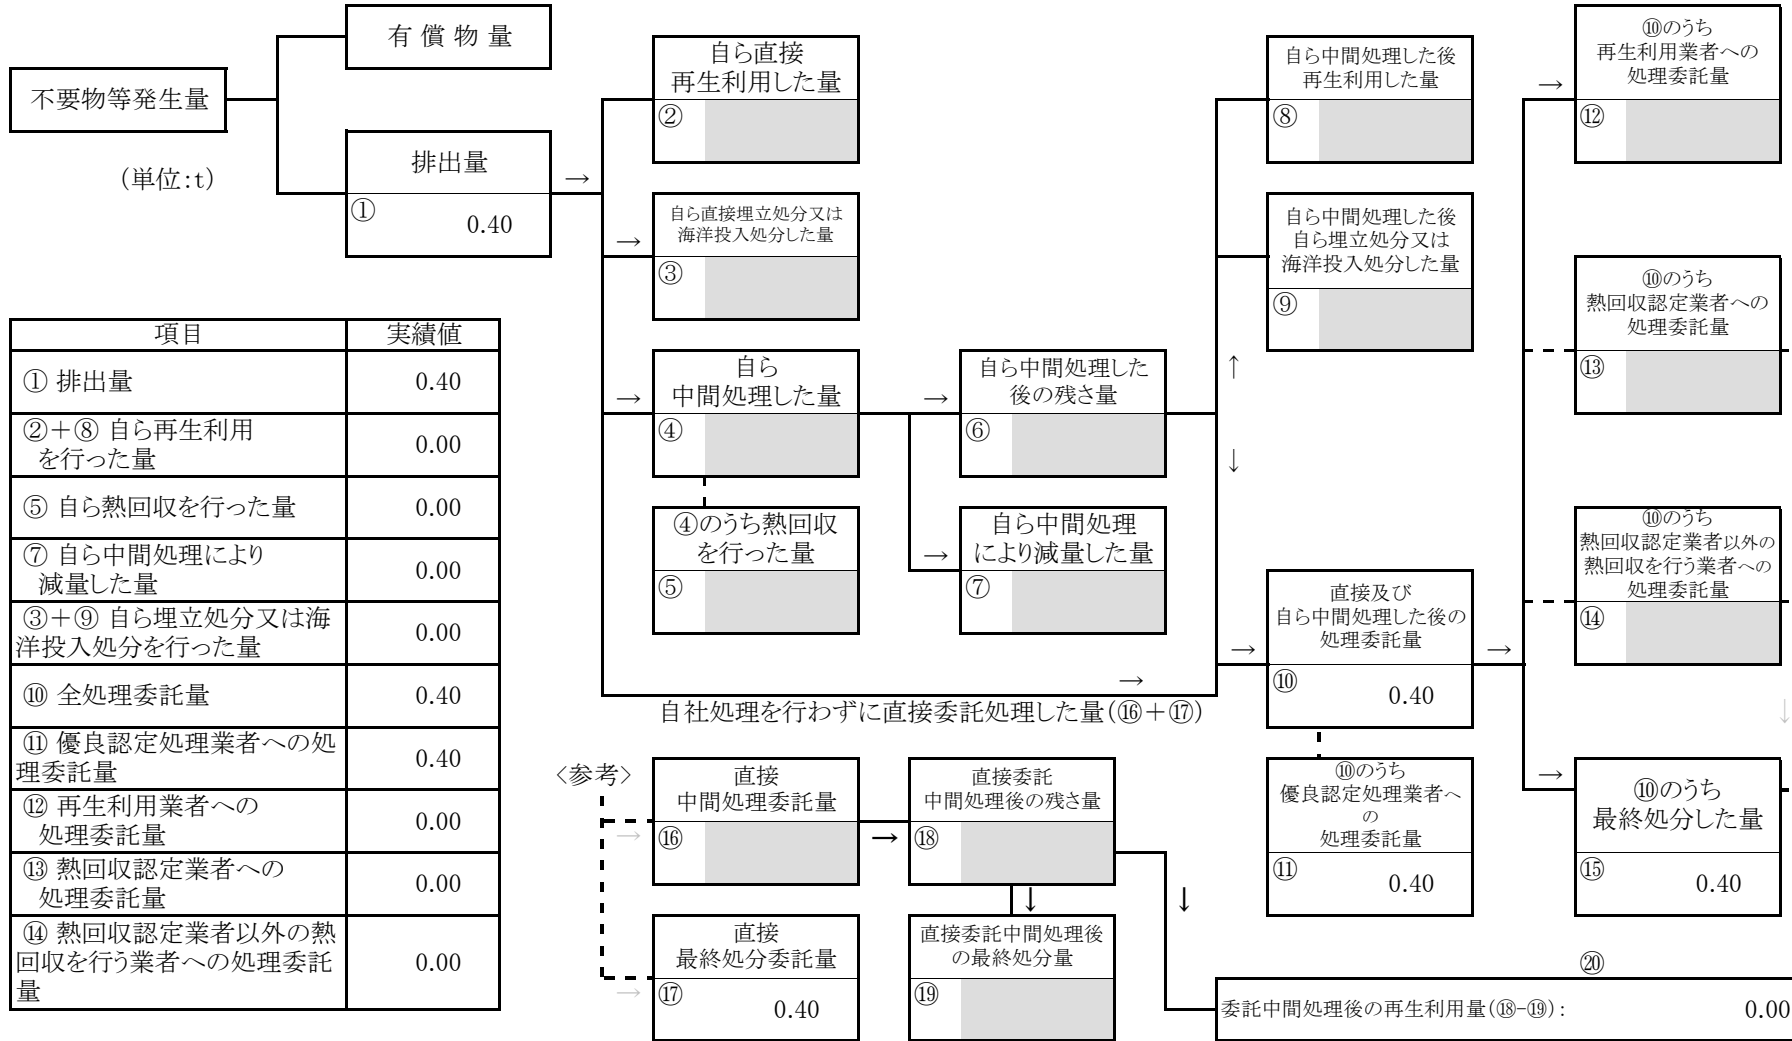 不要物等発生量
(単位:t)
有 償 物 量
排出量
①
0.40
→
自ら直接
再生利用した量
②
→
自ら直接埋立処分又は
海洋投入処分した量
③
→
自ら
中間処理した量
④
④のうち熱回収
を行った量
⑤
→
自ら中間処理した
後の残さ量
⑥
→
自ら中間処理
により減量した量
⑦
↑
↓
自ら中間処理した後
再生利用した量
⑧
自ら中間処理した後
自ら埋立処分又は
海洋投入処分した量
⑨
→
自社処理を行わずに直接委託処理した量(⑯+⑰)
→
直接及び
自ら中間処理した後の
処理委託量
⑩
0.40
→
⑩のうち
優良認定処理業者へ
の
処理委託量
⑪
0.40
→
⑩のうち
再生利用業者への
処理委託量
⑫
⑩のうち
熱回収認定業者への
処理委託量
⑬
⑩のうち
熱回収認定業者以外の
熱回収を行う業者への
処理委託量
⑭
↓
→
⑩のうち
最終処分した量
⑮
0.40
項目 実績値
① 排出量 0.40
②+⑧ 自ら再生利用
を行った量
0.00
⑤ 自ら熱回収を行った量 0.00
⑦ 自ら中間処理により
減量した量
0.00
③+⑨ 自ら埋立処分又は海
洋投入処分を行った量
0.00
⑩ 全処理委託量 0.40
⑪ 優良認定処理業者への処
理委託量
0.40
⑫ 再生利用業者への
処理委託量
0.00
⑬ 熱回収認定業者への
処理委託量
0.00
⑭ 熱回収認定業者以外の熱
回収を行う業者への処理委託
量
0.00
〈参考〉
→
直接
中間処理委託量
⑯
→
直接委託
中間処理後の残さ量
⑱
↓
↓
→
直接
最終処分委託量
⑰
0.40
直接委託中間処理後
の最終処分量
⑲
⑳
委託中間処理後の再生利用量(⑱-⑲): 0.00